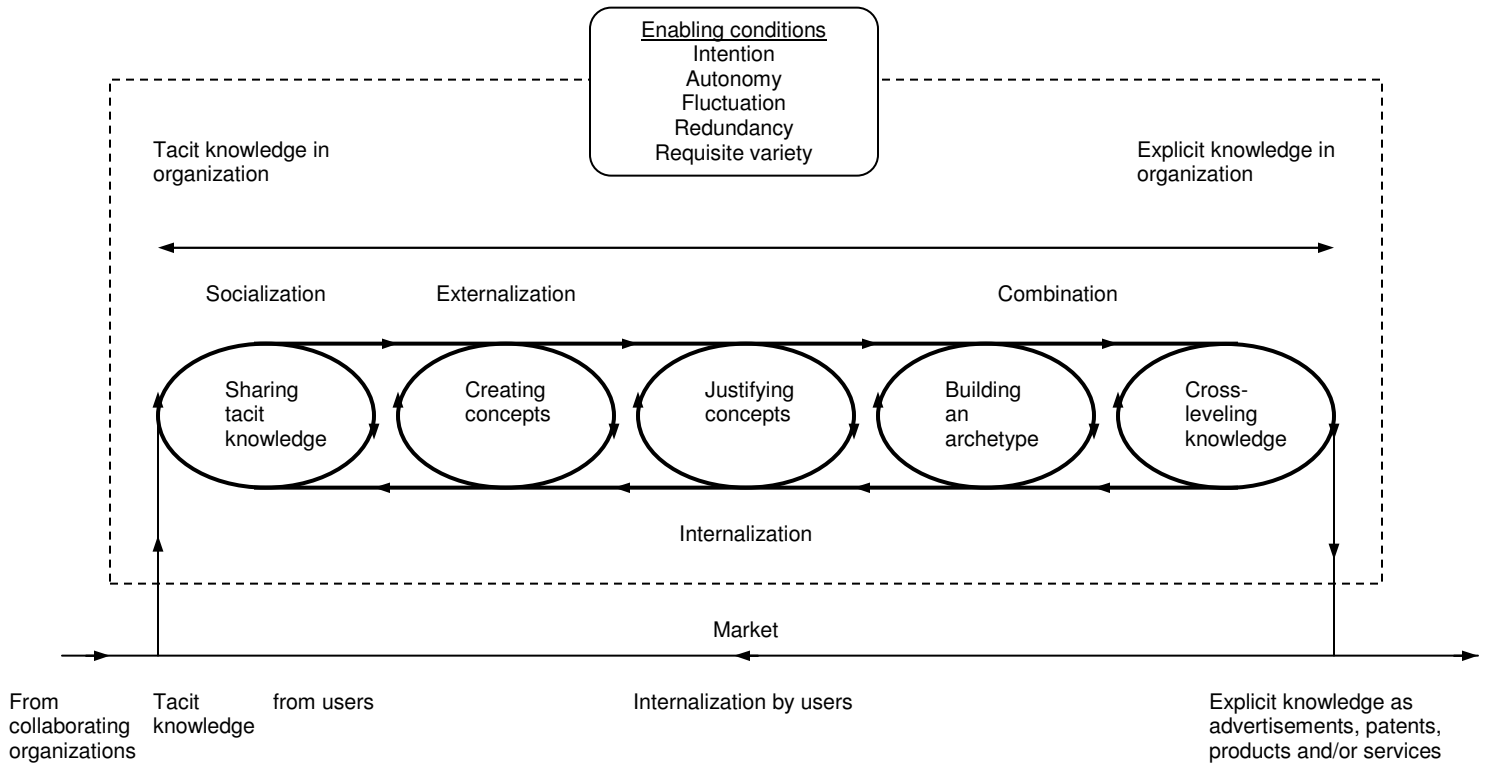 Enabling conditions
Intention
Autonomy
Fluctuation
Redundancy
Requisite variety
Tacit knowledge in
organization
Explicit knowledge in
organization
Socialization
Externalization
Combination
Sharing
tacit
knowledge
Creating
concepts
Justifying
concepts
Building
an
archetype
Cross-
leveling
knowledge
Internalization
Market
From
collaborating
organizations
Tacit
knowledge
from users
Internalization by users
Explicit knowledge as
advertisements, patents,
products and/or services